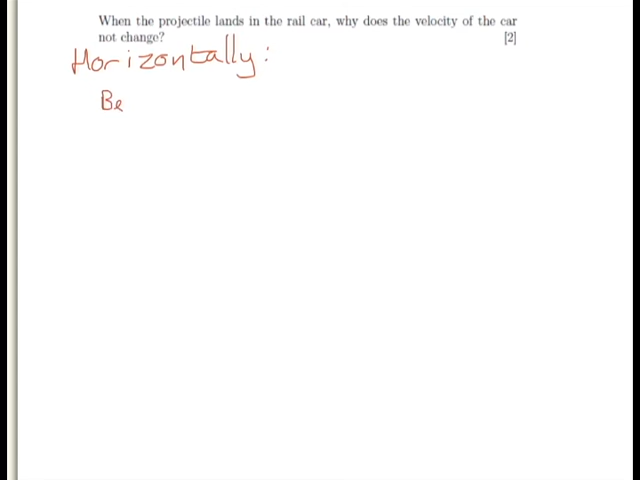 When the projectile lands in the rail car, why does the velocity of the car
not change? [2]
Horizontally:
Be